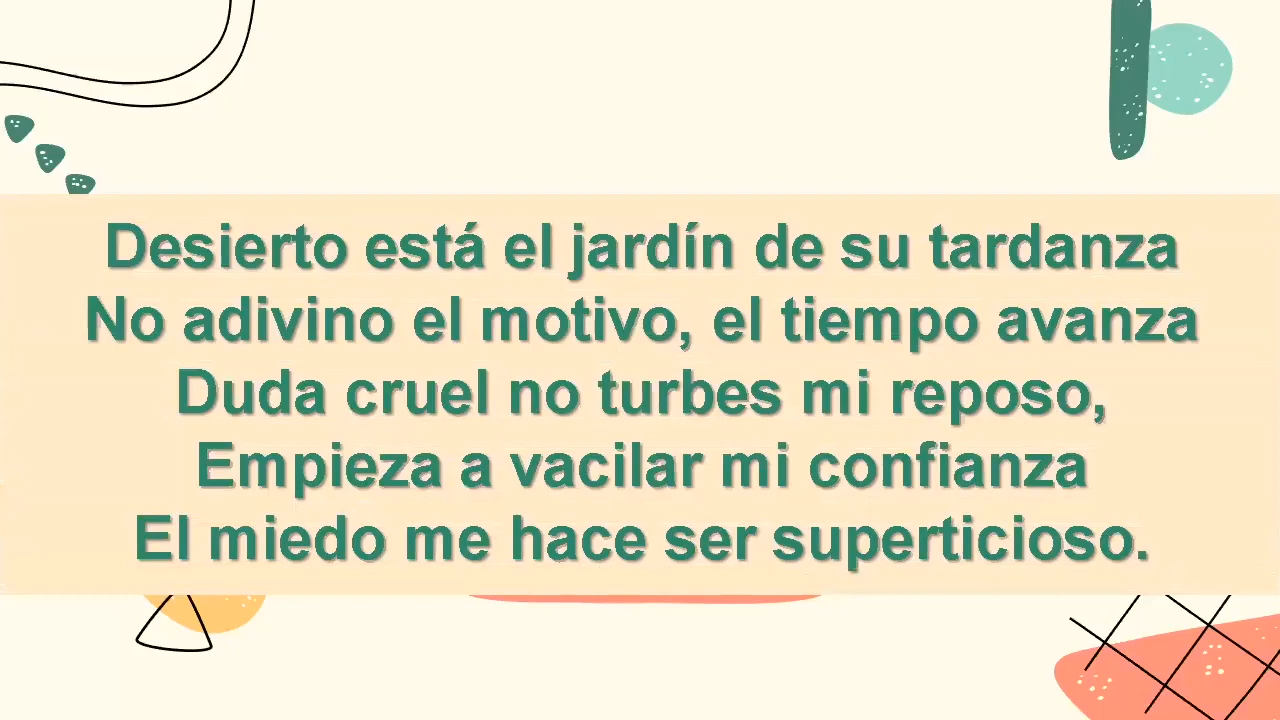 Desierto está el jardín de su tardanza
No adivino el motivo, el tiempo avanza
Duda cruel no turbes mi reposo,
Empieza a vacilar mi confianza
El miedo me hace ser superticioso.